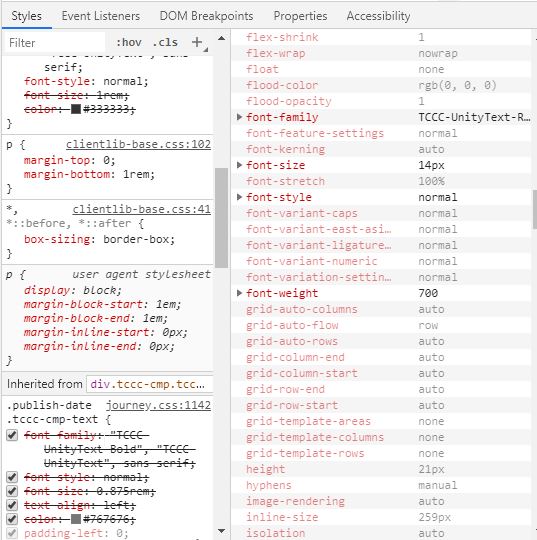 Styles Event Listeners DOM Breakpoints Properties Accessibility
Filter :hov .cls +
serif;
font-style: normal;
font-size: 1rem;
color: #333333;
}
p { clientlib-base.css:102
margin-top: 0;
margin-bottom: 1rem;
}
*, clientlib-base.css:41
*::before, *::after {
box-sizing: border-box;
}
p { user agent stylesheet
display: block;
margin-block-start: 1em;
margin-block-end: 1em;
margin-inline-start: 0px;
margin-inline-end: 0px;
}
Inherited from div.tccc-cmp.tcc...
.publish-date journey.css:1142
.tccc-cmp-text {
font-family: "TCCC-
UnityText-Bold", "TCCC-
UnityText", sans-serif;
font-style: normal;
font-size: 0.875rem;
text-align: left;
color: #767676;
padding-left: 0;
flex-shrink 1
flex-wrap nowrap
float none
flood-color rgb(0, 0, 0)
flood-opacity 1
font-family TCCC-UnityText-R...
font-feature-settings normal
font-kerning auto
font-size 14px
font-stretch 100%
font-style normal
font-variant-caps normal
font-variant-east-asi... normal
font-variant-ligature... normal
font-variant-numeric normal
font-variation-settin... normal
font-weight 700
grid-auto-columns auto
grid-auto-flow row
grid-auto-rows auto
grid-column-end auto
grid-column-start auto
grid-row-end auto
grid-row-start auto
grid-template-areas none
grid-template-columns none
grid-template-rows none
height 21px
hyphens manual
image-rendering auto
inline-size 259px
isolation auto